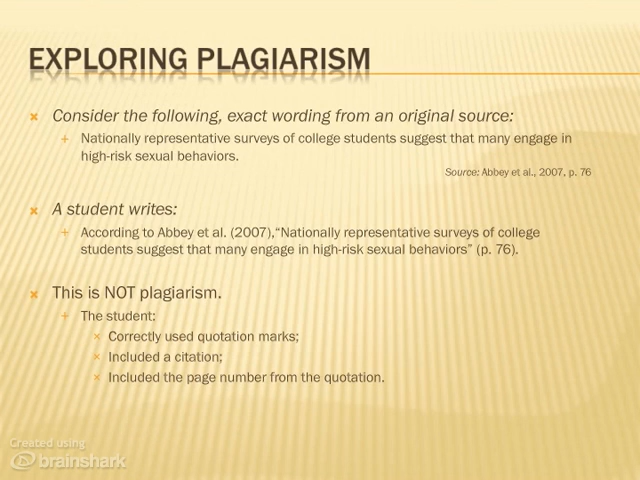 EXPLORING PLAGIARISM
Consider the following, exact wording from an original source:
Nationally representative surveys of college students suggest that many engage in
high-risk sexual behaviors.
Source: Abbey et al., 2007, p. 76
A student writes:
According to Abbey et al. (2007),“Nationally representative surveys of college
students suggest that many engage in high-risk sexual behaviors” (p. 76).
This is NOT plagiarism.
The student:
Correctly used quotation marks;
Included a citation;
Included the page number from the quotation.
Created using
brainshark